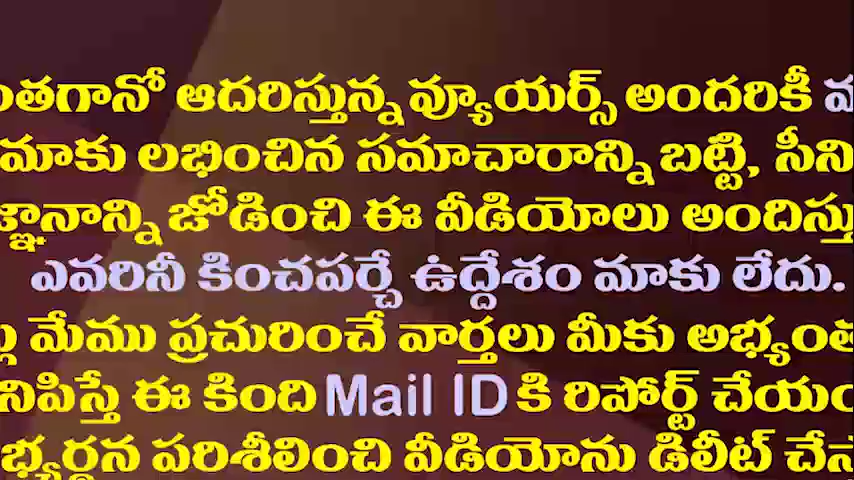 ంతగానో ఆదరిస్తున్న వ్యూయర్స్ అందరికీ
మాకు లభించిన సమాచారాన్ని బట్టి, సీని
జ్ఞానాన్ని జోడించి ఈ వీడియోలు అందిస్తు
ఎవరినీ కించపర్చే ఉద్దేశం మాకు లేదు.
మేము ప్రచురించే వార్తలు మీకు అభ్యంత
నిపిస్తే ఈ కింది Mail ID కి రిపోర్ట్ చేయం
భ్యర్థన పరిశీలించి వీడియోను డిలీట్ చేస